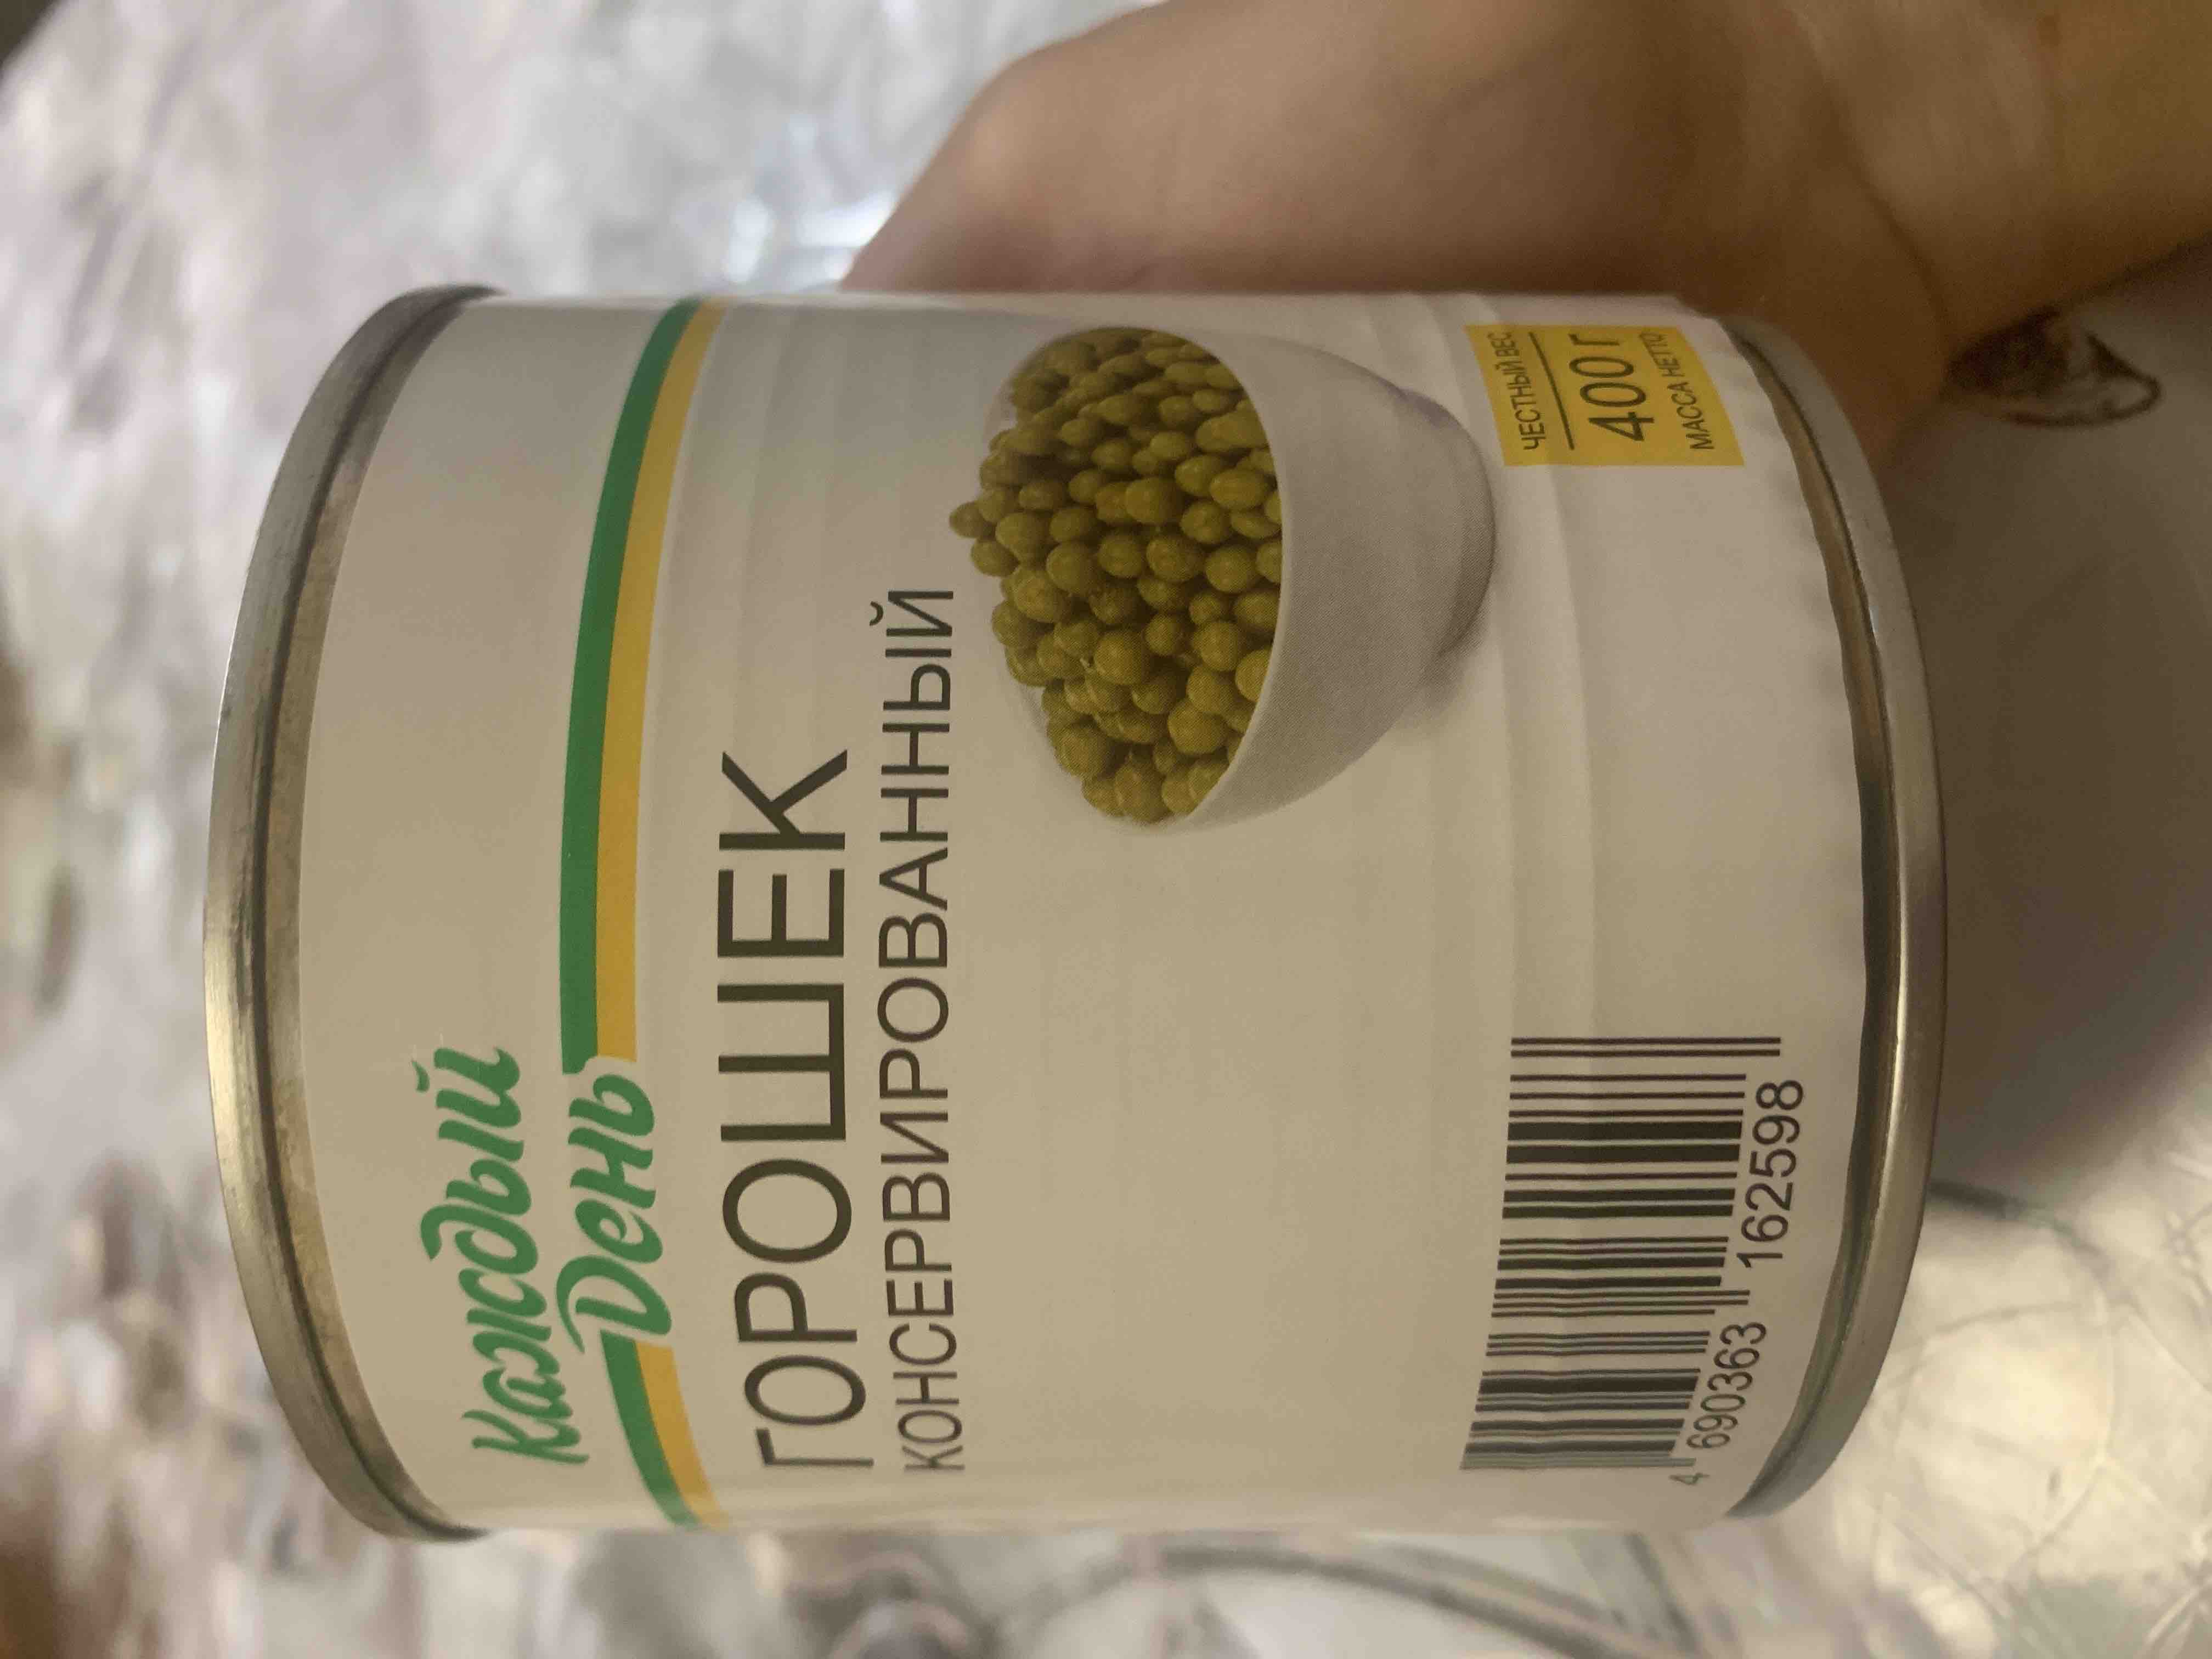 Каждый
День
ГОРОШЕК
КОНСЕРВИРОВАННЫЙ
ЧЕСТНЫЙ ВЕС
400 г
МАССА НЕТТО
4 690363 162598